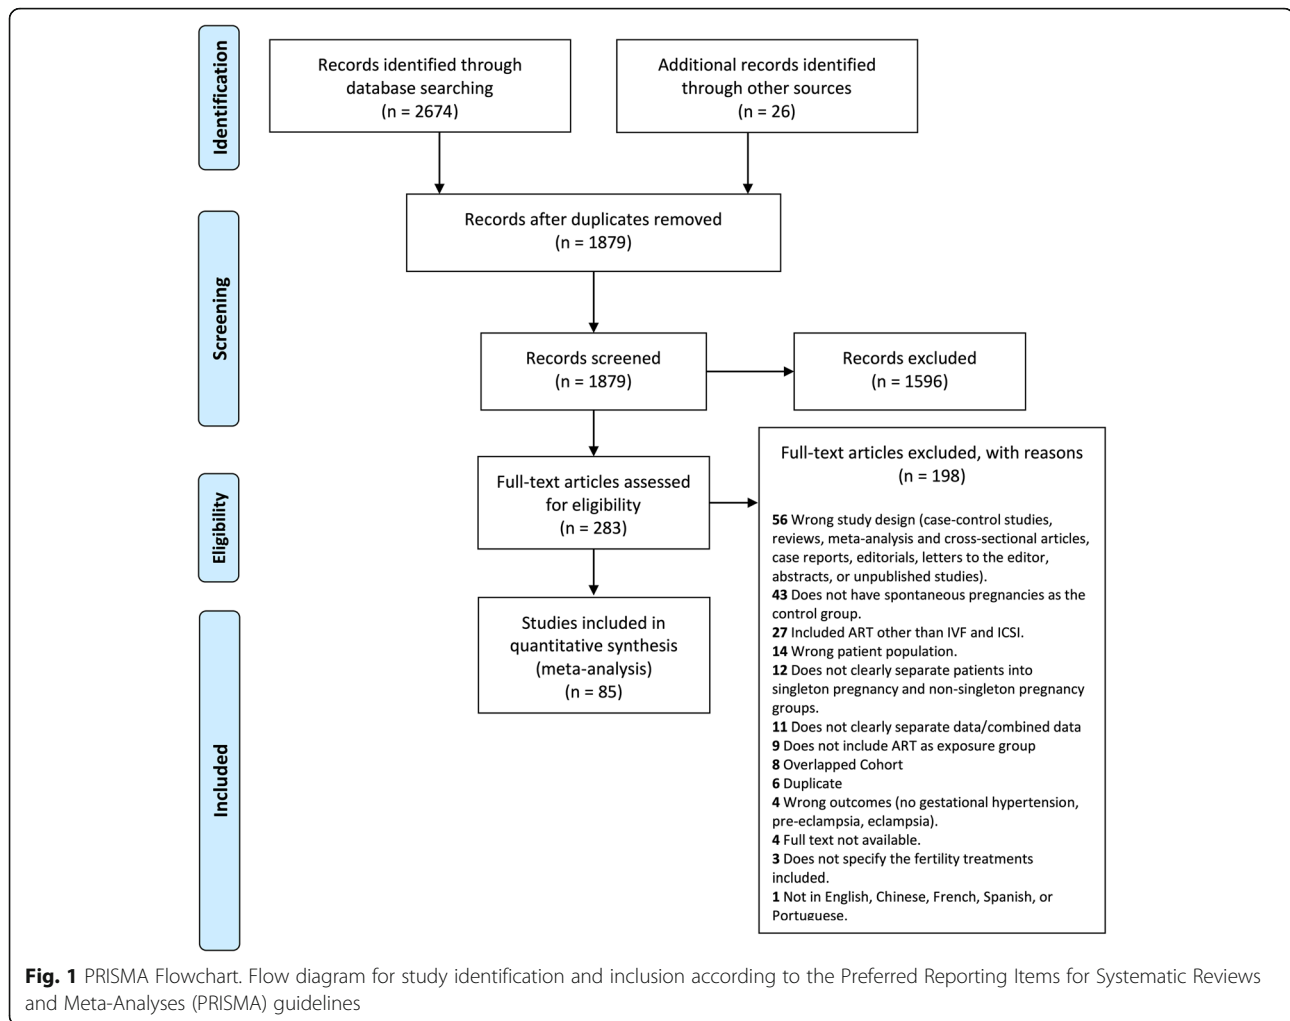 Identification
Records identified through
database searching
(n = 2674)
Additional records identified
through other sources
(n = 26)
Screening
Records after duplicates removed
(n = 1879)
Records screened
(n = 1879)
Records excluded
(n = 1596)
Eligibility
Full-text articles assessed
for eligibility
(n = 283)
Full-text articles excluded, with reasons
(n = 198)
56 Wrong study design (case-control studies,
reviews, meta-analysis and cross-sectional articles,
case reports, editorials, letters to the editor,
abstracts, or unpublished studies).
43 Does not have spontaneous pregnancies as the
control group.
27 Included ART other than IVF and ICSI.
14 Wrong patient population.
12 Does not clearly separate patients into
singleton pregnancy and non-singleton pregnancy
groups.
11 Does not clearly separate data/combined data
9 Does not include ART as exposure group
8 Overlapped Cohort
6 Duplicate
4 Wrong outcomes (no gestational hypertension,
pre-eclampsia, eclampsia).
4 Full text not available.
3 Does not specify the fertility treatments
included.
1 Not in English, Chinese, French, Spanish, or
Portuguese.
Included
Studies included in
quantitative synthesis
(meta-analysis)
(n = 85)
Fig. 1 PRISMA Flowchart. Flow diagram for study identification and inclusion according to the Preferred Reporting Items for Systematic Reviews
and Meta-Analyses (PRISMA) guidelines